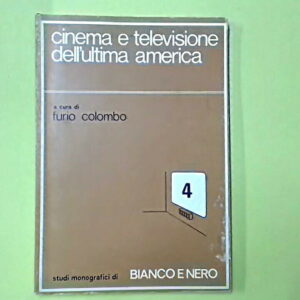 cinema e televisione
dell'ultima america
a cura di
furio colombo
4
studi monografici di BIANCO E NERO